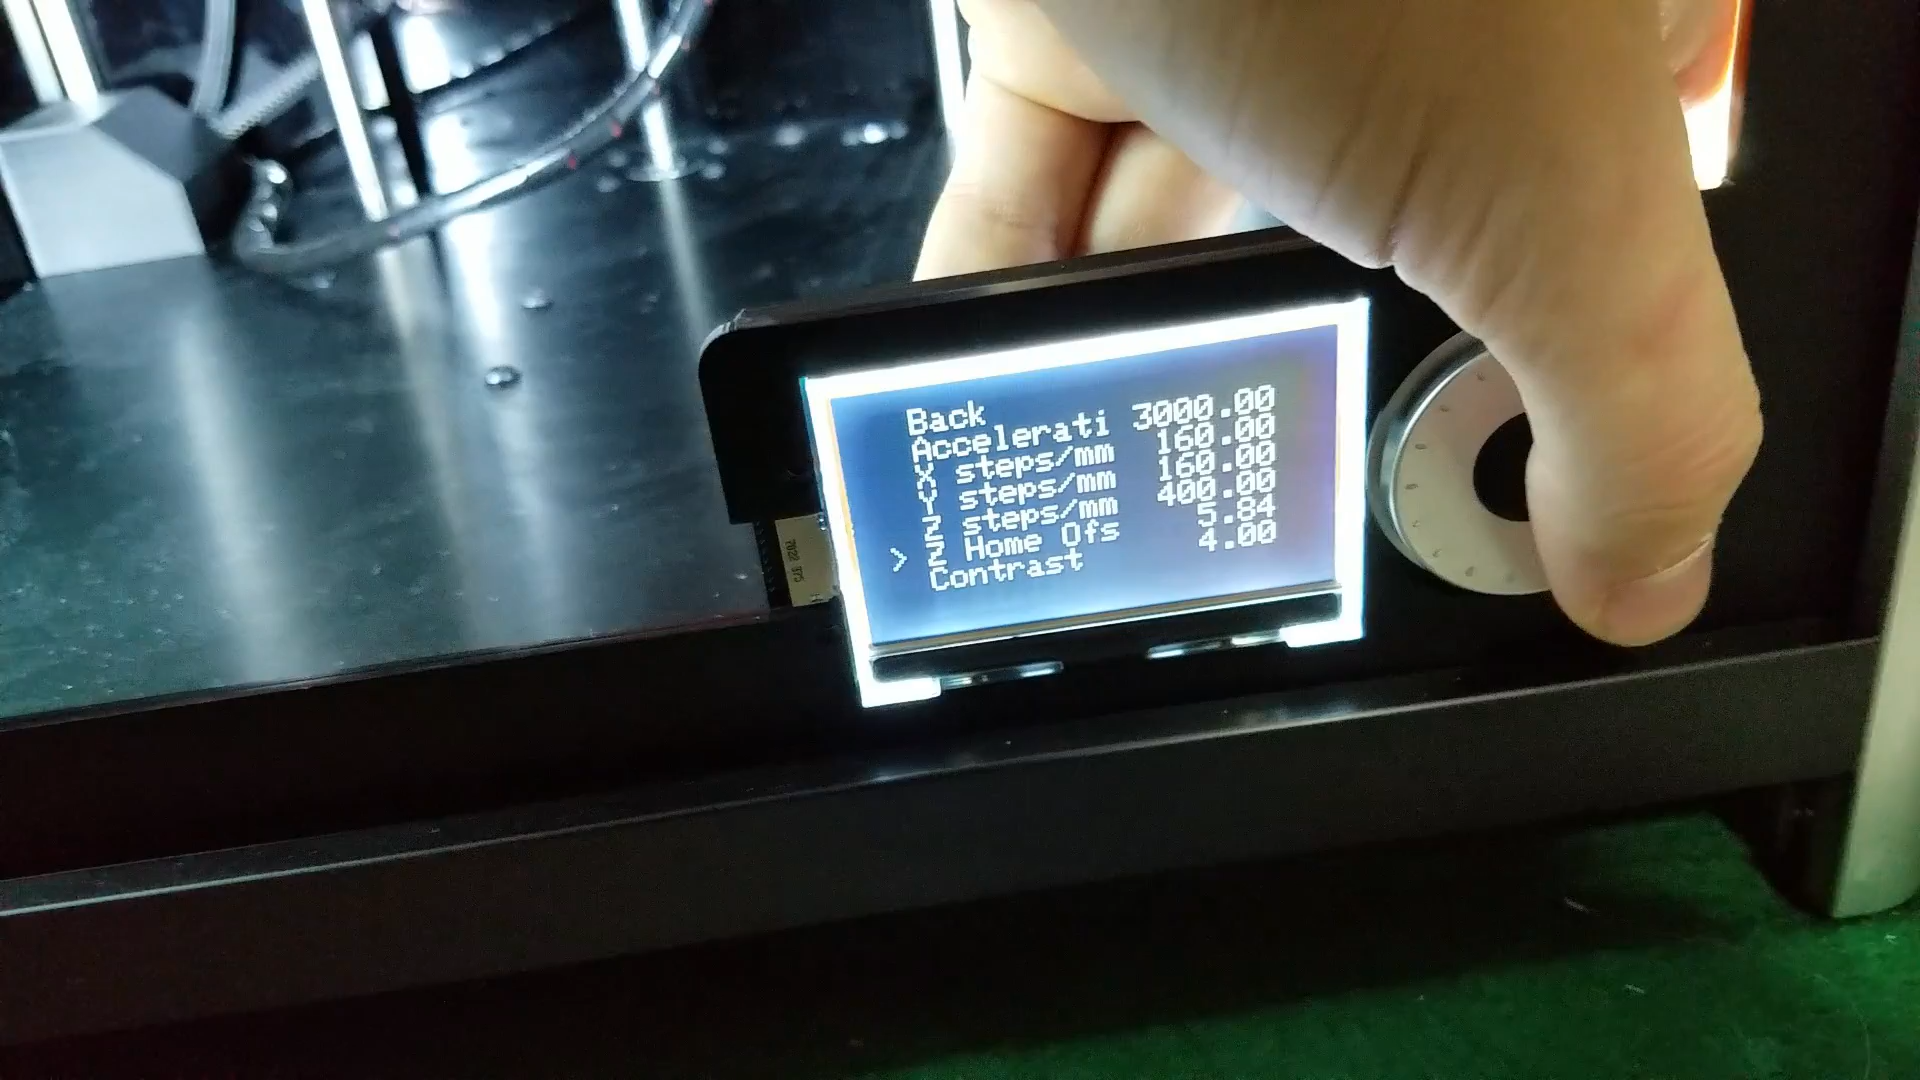 Back
Accelerati 3000.00
X steps/mm 160.00
Y steps/mm 160.00
Z steps/mm 400.00
> Z Home Ofs 5.84
Contrast 4.00